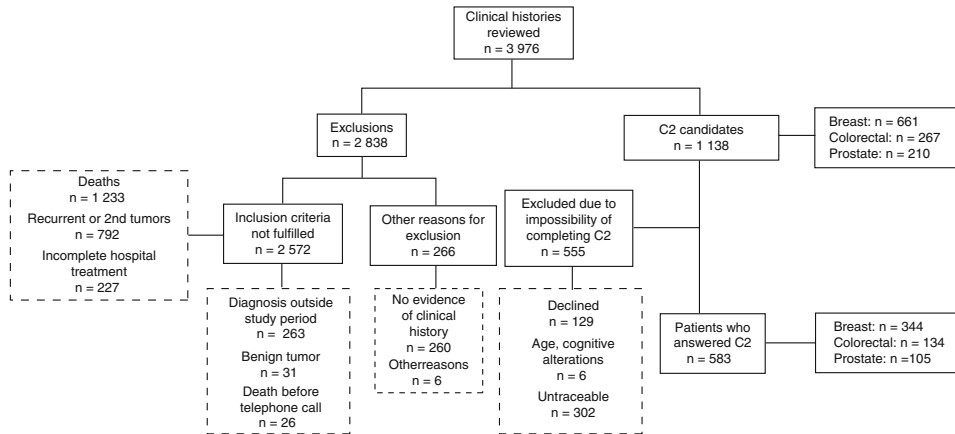 Clinical histories
reviewed
n = 3 976
Exclusions
n = 2 838
C2 candidates
n = 1 138
Breast: n = 661
Colorectal: n = 267
Prostate: n = 210
Deaths
n = 1 233
Recurrent or 2nd tumors
n = 792
Incomplete hospital
treatment
n = 227
Inclusion criteria
not fulfilled
n = 2 572
Other reasons for
exclusion
n = 266
Excluded due to
impossibility of
completing C2
n = 555
Diagnosis outside
study period
n = 263
Benign tumor
n = 31
Death before
telephone call
n = 26
No evidence
of clinical
history
n = 260
Otherreasons
n = 6
Declined
n = 129
Age, cognitive
alterations
n = 6
Untraceable
n = 302
Patients who
answered C2
n = 583
Breast: n = 344
Colorectal: n = 134
Prostate: n =105